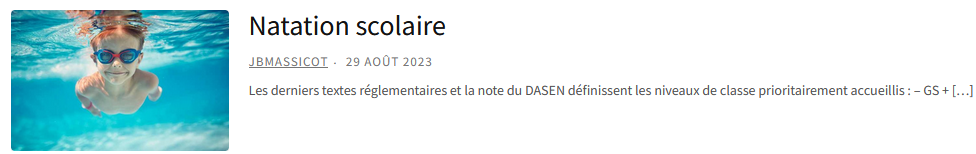 Natation scolaire
JBMASSICOT · 29 AOÛT 2023
Les derniers textes réglementaires et la note du DASEN définissent les niveaux de classe prioritairement accueillis : – GS + […]